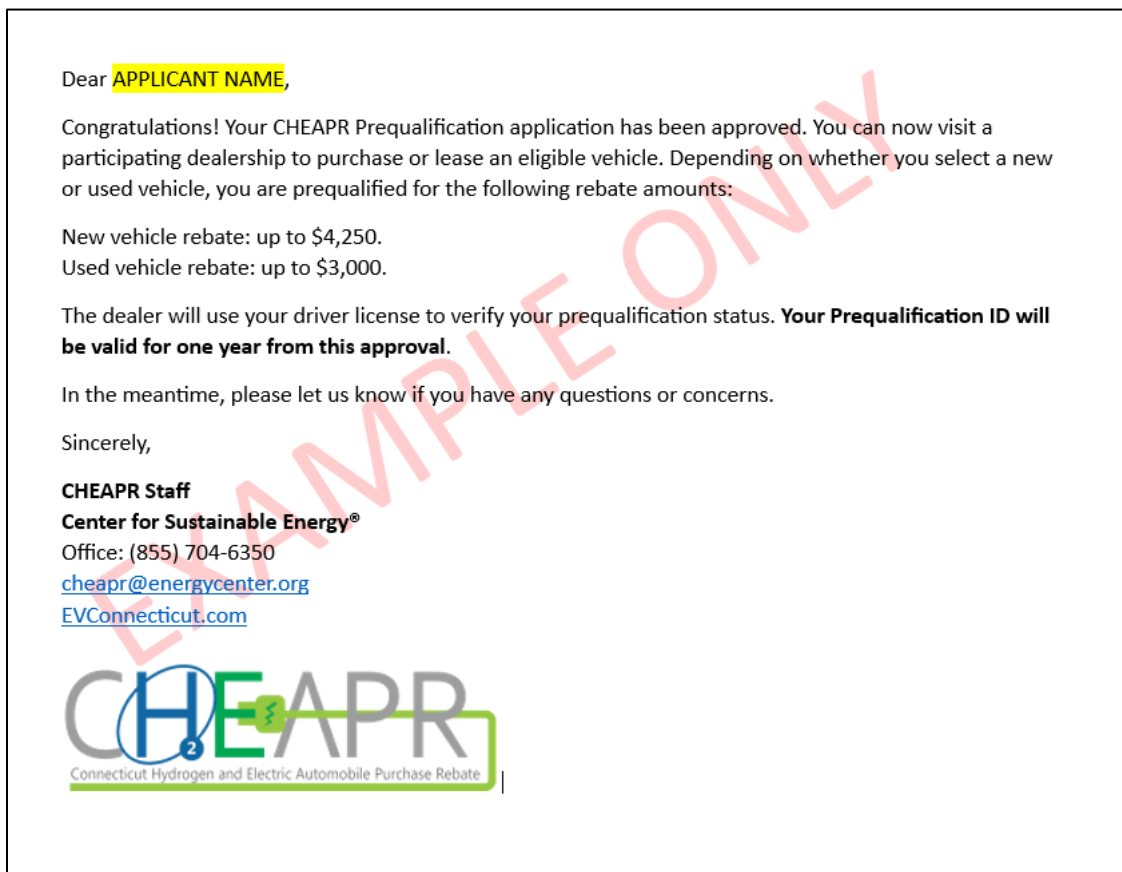 Dear APPLICANT NAME,
Congratulations! Your CHEAPR Prequalification application has been approved. You can now visit a
participating dealership to purchase or lease an eligible vehicle. Depending on whether you select a new
or used vehicle, you are prequalified for the following rebate amounts:
New vehicle rebate: up to $4,250.
Used vehicle rebate: up to $3,000.
The dealer will use your driver license to verify your prequalification status. Your Prequalification ID will
be valid for one year from this approval.
In the meantime, please let us know if you have any questions or concerns.
Sincerely,
CHEAPR Staff
Center for Sustainable Energy®
Office: (855) 704-6350
cheapr@energycenter.org
EVConnecticut.com
EXAMPLE ONLY
CH2EAPR
Connecticut Hydrogen and Electric Automobile Purchase Rebate